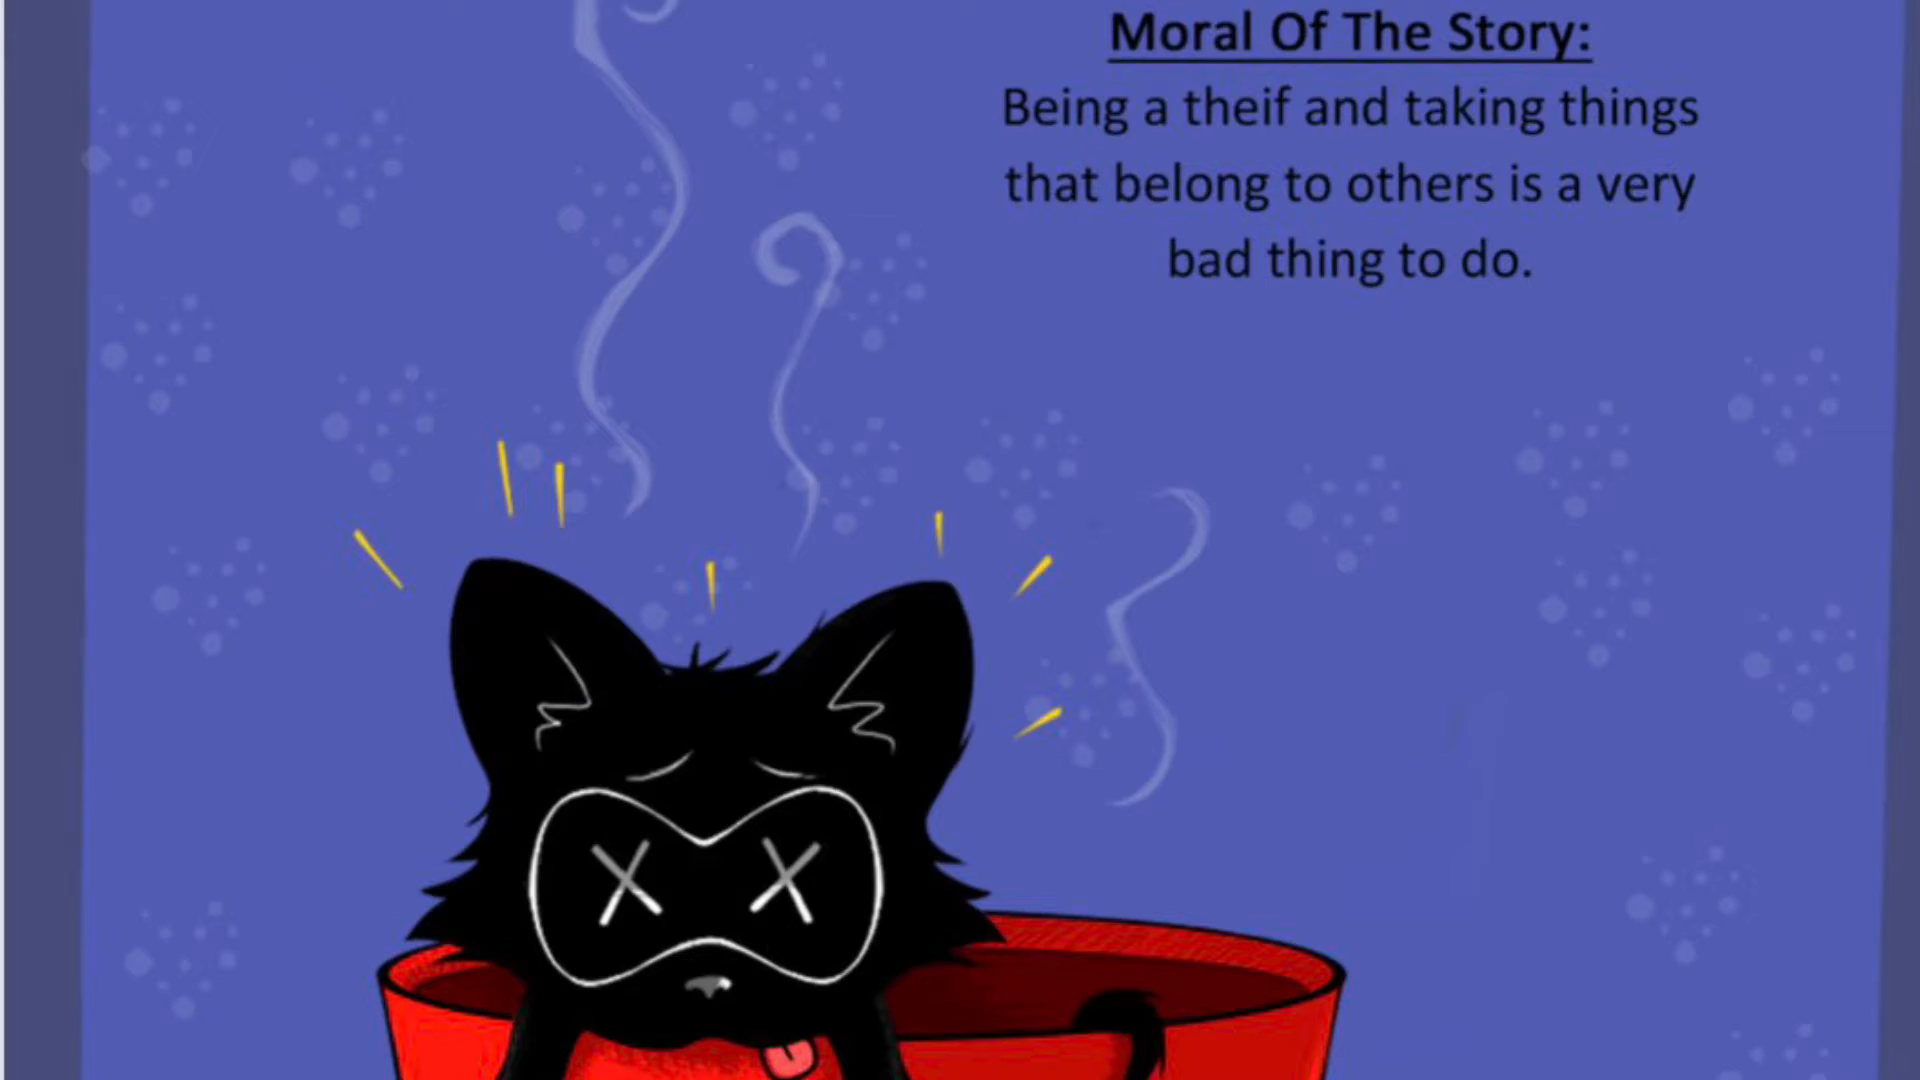 Moral Of The Story:
Being a theif and taking things
that belong to others is a very
bad thing to do.